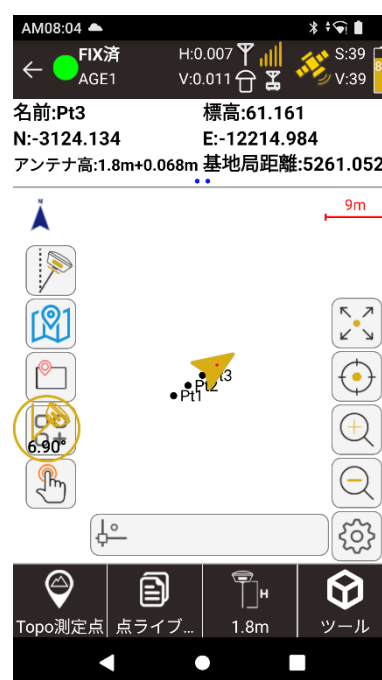 AM08:04
FIX済 H:0.007 S:39
AGE1 V:0.011 V:39
名前:Pt3 標高:61.161
N:-3124.134 E:-12214.984
アンテナ高:1.8m+0.068m 基地局距離:5261.052
N
9m
Pt3
Pt2
Pt1
6.90°
H
Topo測定点 点ライブ... 1.8m ツール